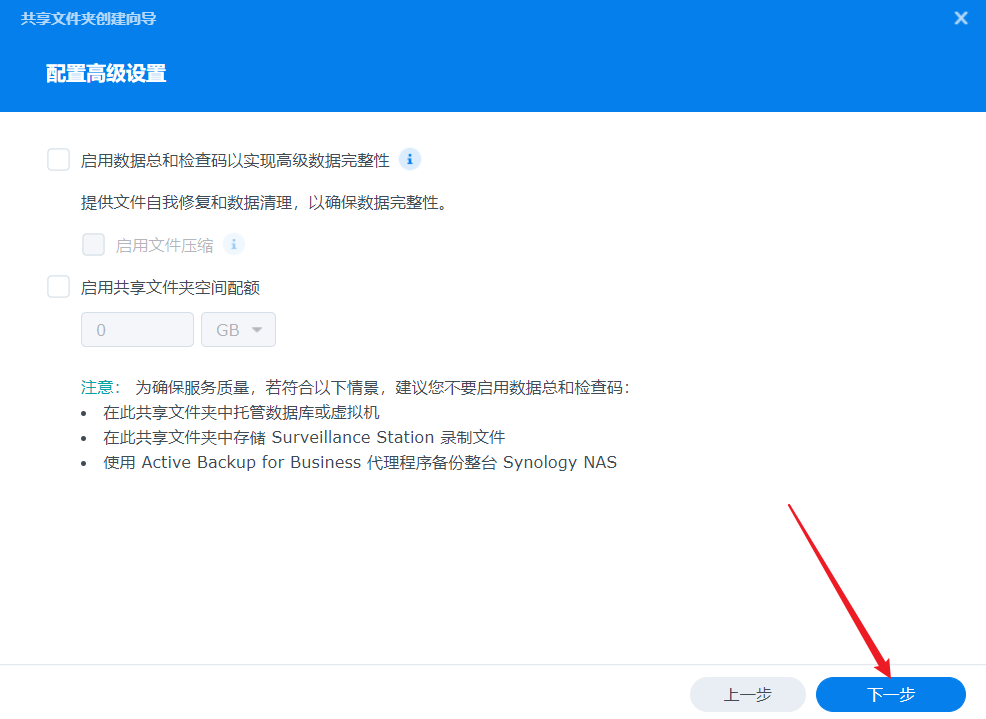 共享文件夹创建向导
配置高级设置
启用数据总和检查码以实现高级数据完整性
提供文件自我修复和数据清理，以确保数据完整性。
启用文件压缩
启用共享文件夹空间配额
0 GB
注意： 为确保服务质量，若符合以下情景，建议您不要启用数据总和检查码：
• 在此共享文件夹中托管数据库或虚拟机
• 在此共享文件夹中存储 Surveillance Station 录制文件
• 使用 Active Backup for Business 代理程序备份整台 Synology NAS
上一步 下一步